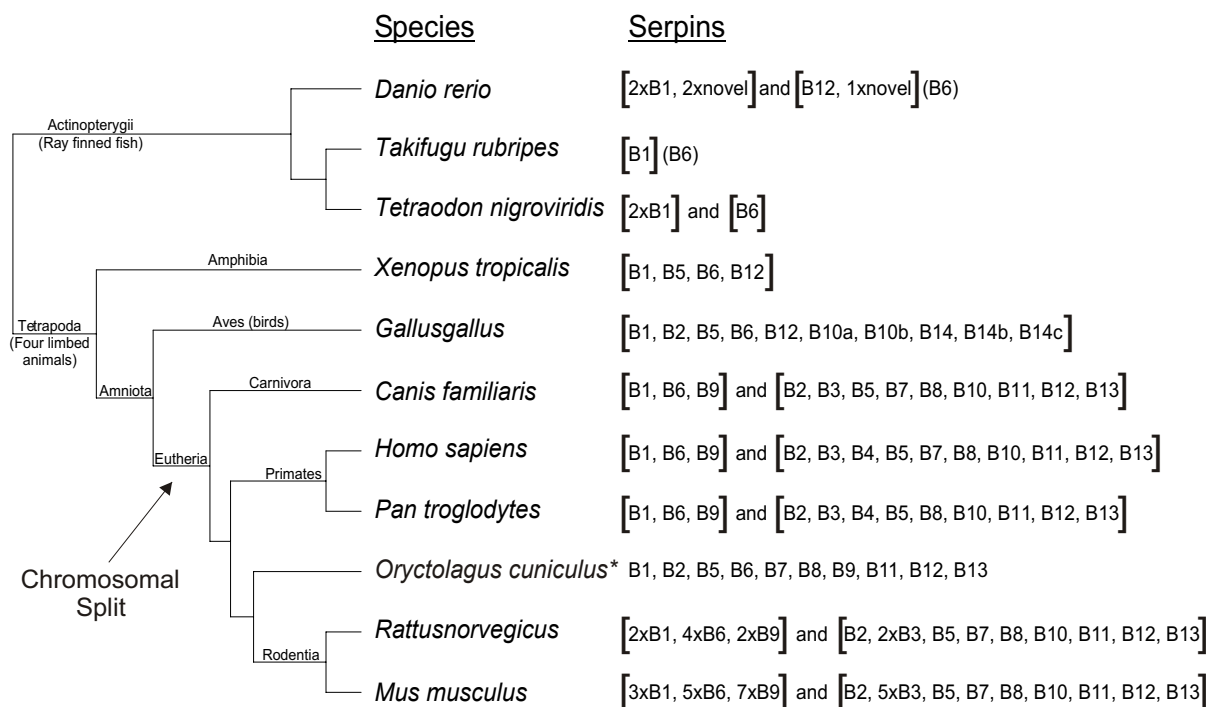 Species Serpins
Danio rerio [2xB1, 2xnovel] and [B12, 1xnovel] (B6)
Actinopterygii
(Ray finned fish)
Takifugu rubripes [B1] (B6)
Tetraodon nigroviridis [2xB1] and [B6]
Amphibia Xenopus tropicalis [B1, B5, B6, B12]
Tetrapoda
(Four limbed
animals)
Aves (birds) Gallusgallus [B1, B2, B5, B6, B12, B10a, B10b, B14, B14b, B14c]
Amniota Carnivora Canis familiaris [B1, B6, B9] and [B2, B3, B5, B7, B8, B10, B11, B12, B13]
Homo sapiens [B1, B6, B9] and [B2, B3, B4, B5, B7, B8, B10, B11, B12, B13]
Eutheria Primates
Pan troglodytes [B1, B6, B9] and [B2, B3, B4, B5, B8, B10, B11, B12, B13]
Chromosomal
Split
Oryctolagus cuniculus* B1, B2, B5, B6, B7, B8, B9, B11, B12, B13
Rattusnorvegicus [2xB1, 4xB6, 2xB9] and [B2, 2xB3, B5, B7, B8, B10, B11, B12, B13]
Rodentia
Mus musculus [3xB1, 5xB6, 7xB9] and [B2, 5xB3, B5, B7, B8, B10, B11, B12, B13]